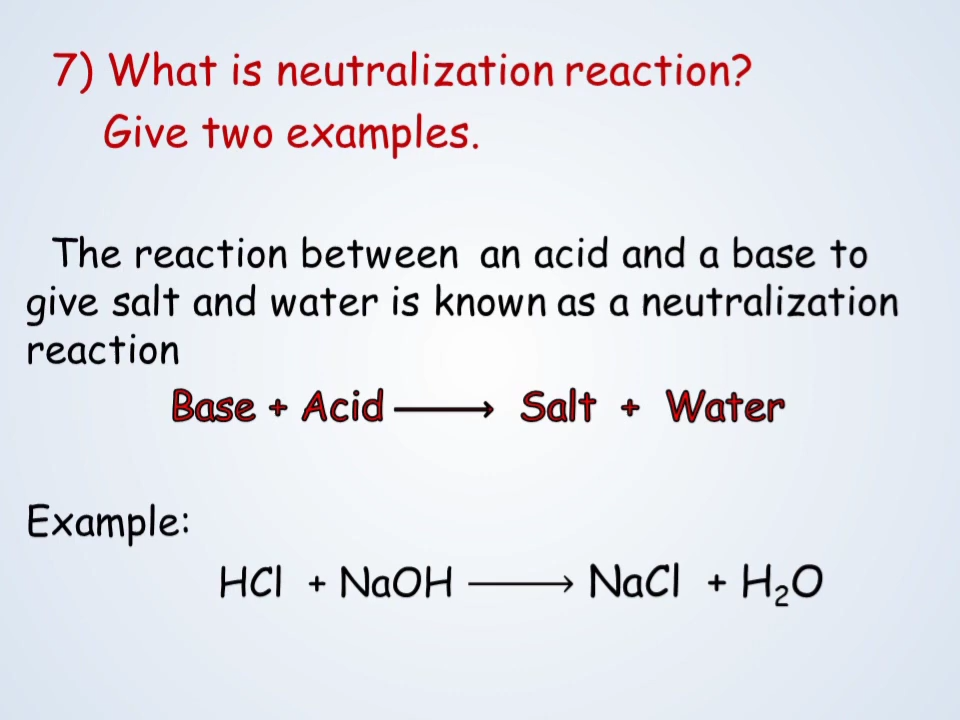 7) What is neutralization reaction?
Give two examples.
The reaction between an acid and a base to
give salt and water is known as a neutralization
reaction
Base + Acid ⟶ Salt + Water
Example:
HCl + NaOH ⟶ NaCl + H₂O